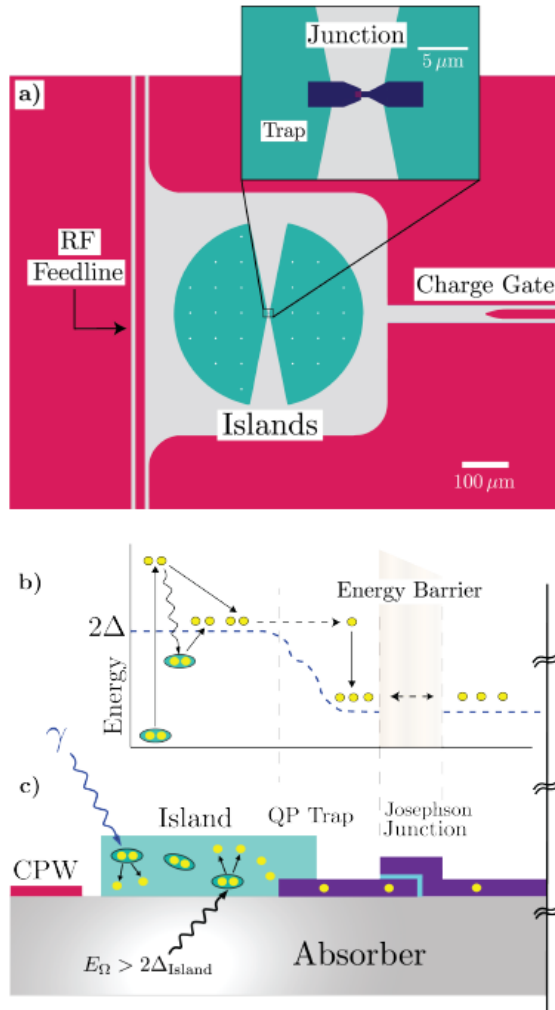 a)
Junction
5 μm
Trap
RF
Feedline
Charge Gate
Islands
100 μm
b)
Energy Barrier
2Δ
Energy
γ
c)
Island
QP Trap
Josephson
Junction
CPW
E_Ω > 2Δ_Island
Absorber